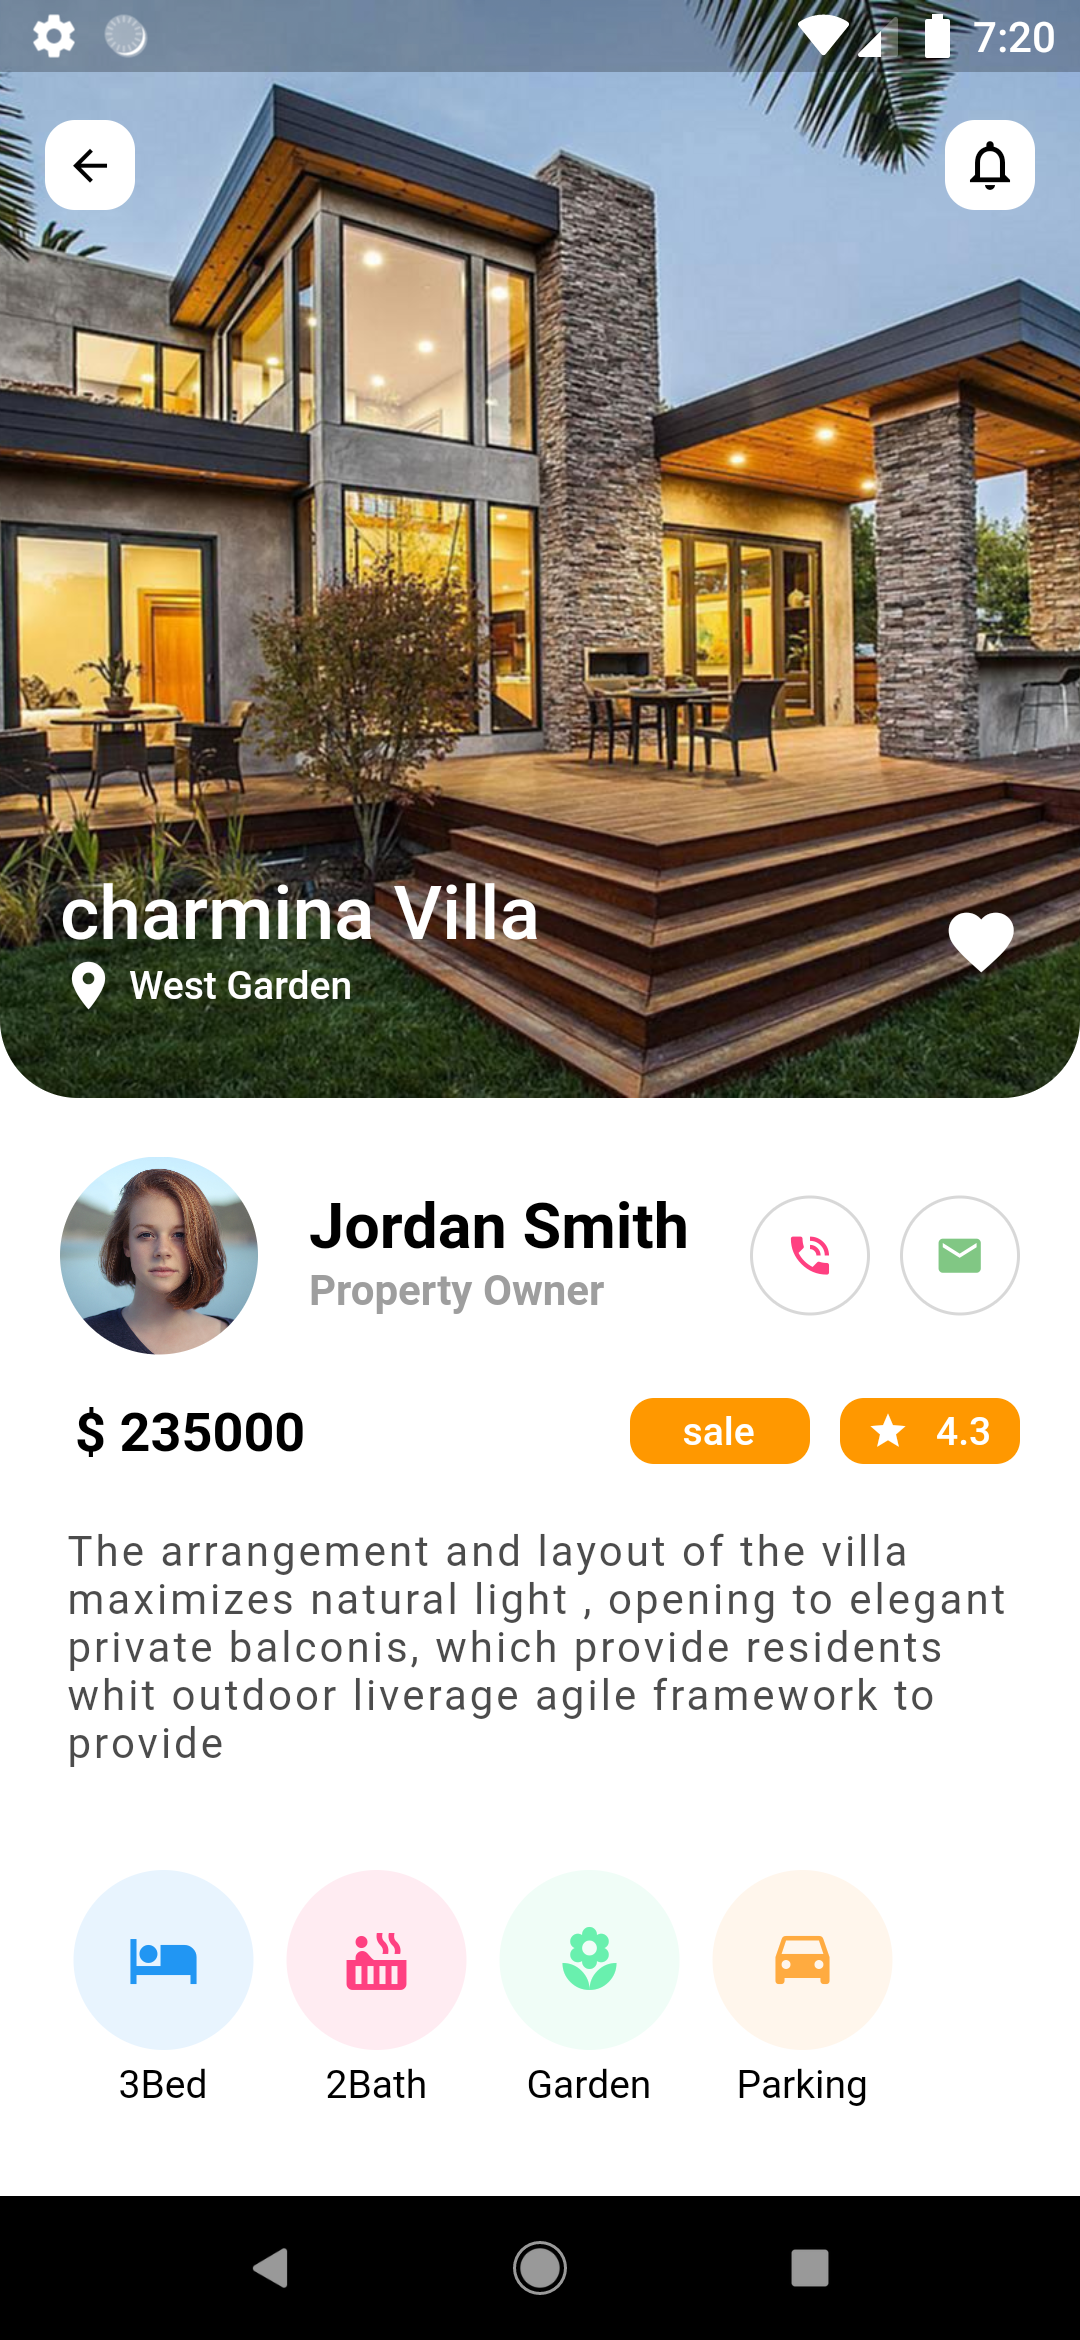 7:20
charmina Villa
West Garden
Jordan Smith
Property Owner
$ 235000
sale
4.3
The arrangement and layout of the villa
maximizes natural light , opening to elegant
private balconis, which provide residents
whit outdoor liverage agile framework to
provide
3Bed
2Bath
Garden
Parking